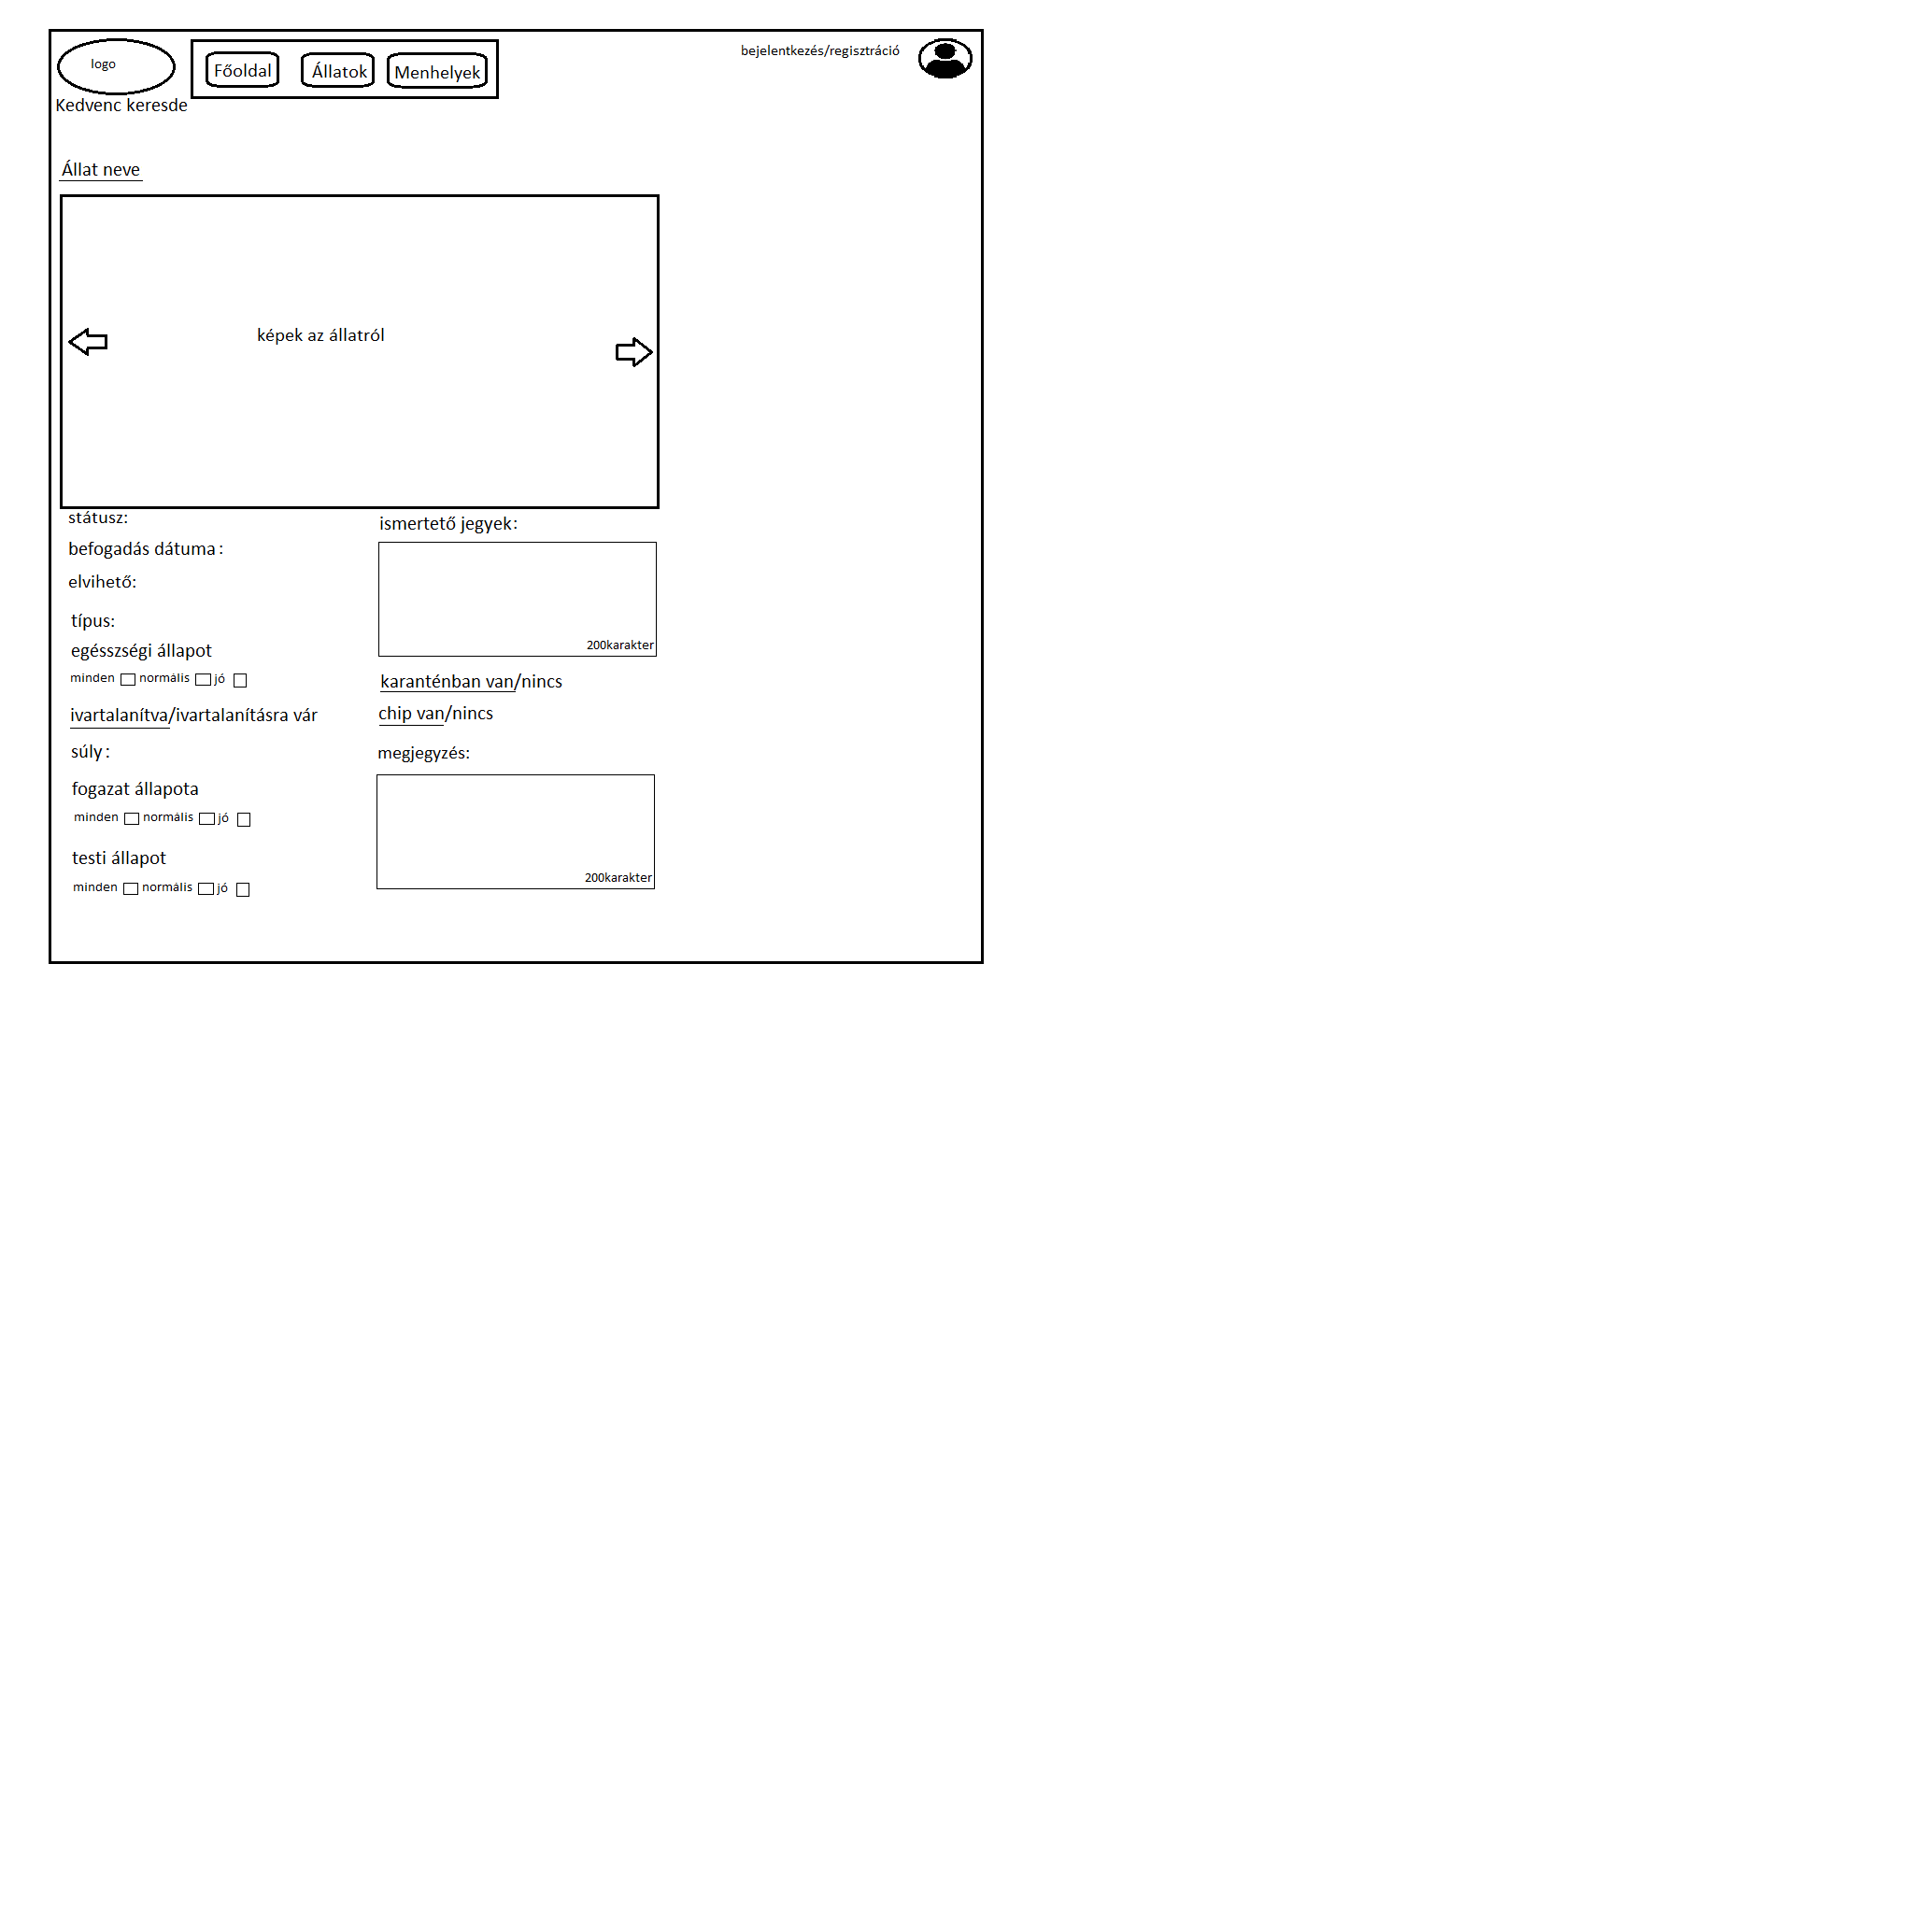 logo
Főoldal Állatok Menhelyek
bejelentkezés/regisztráció
Kedvenc keresde
Állat neve
képek az állatról
státusz:
befogadás dátuma :
elvihető:
típus:
egésszségi állapot
minden normális jó
ivartalanítva/ivartalanításra vár
súly :
fogazat állapota
minden normális jó
testi állapot
minden normális jó
ismertető jegyek:
200karakter
karanténban van/nincs
chip van/nincs
megjegyzés:
200karakter